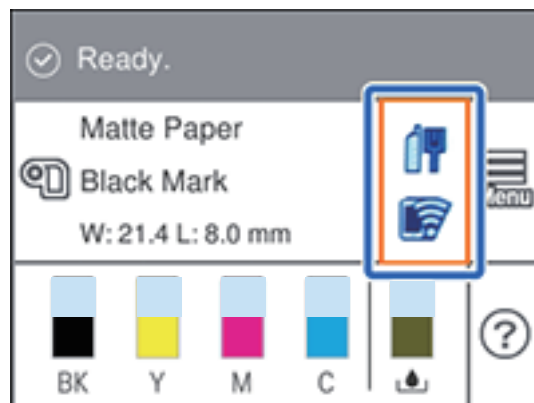 Ready.
Matte Paper
Black Mark
W: 21.4 L: 8.0 mm
Menu
BK Y M C
?